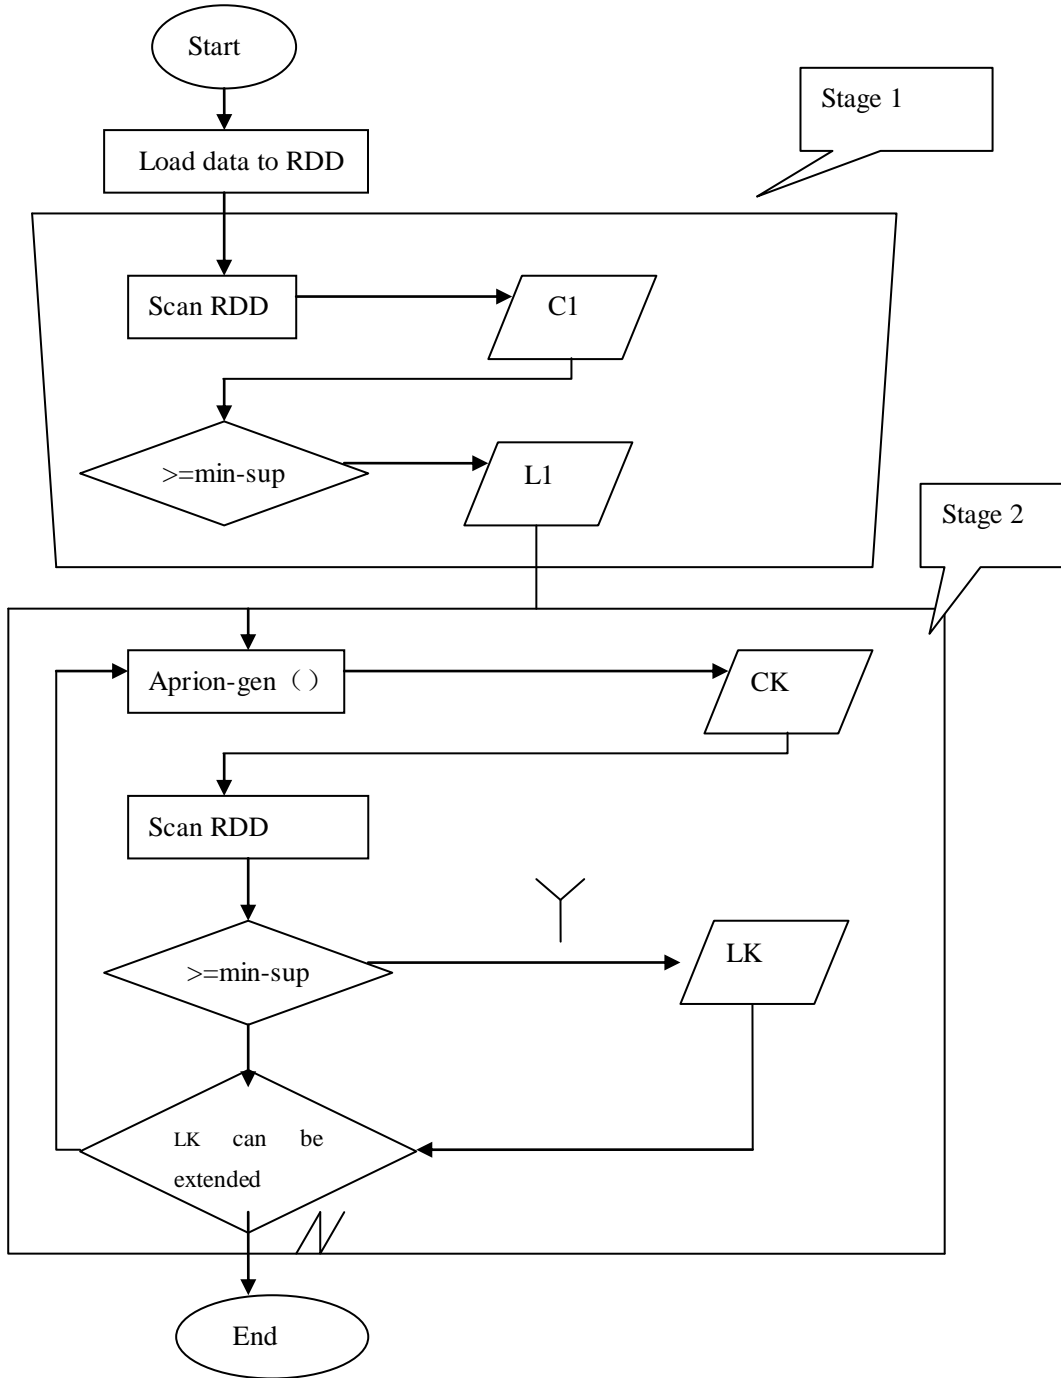 Start
Stage 1
Load data to RDD
Scan RDD
C1
>=min-sup
L1
Stage 2
Aprion-gen（）
CK
Scan RDD
Y
>=min-sup
LK
LK can be
extended
N
End